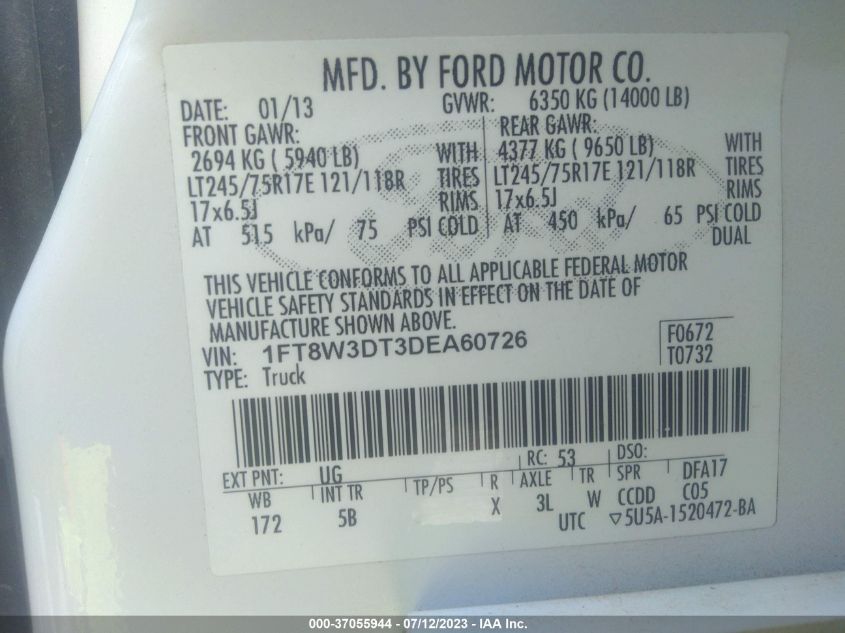 MFD. BY FORD MOTOR CO.
DATE: 01/13 GVWR: 6350 KG (14000 LB)
FRONT GAWR: REAR GAWR:
2694 KG ( 5940 LB) WITH 4377 KG ( 9650 LB) WITH
LT245/75R17E 121/118R TIRES LT245/75R17E 121/118R TIRES
17x6.5J RIMS 17x6.5J RIMS
AT 515 kPa/ 75 PSI COLD AT 450 kPa/ 65 PSI COLD
DUAL
THIS VEHICLE CONFORMS TO ALL APPLICABLE FEDERAL MOTOR
VEHICLE SAFETY STANDARDS IN EFFECT ON THE DATE OF
MANUFACTURE SHOWN ABOVE.
VIN: 1FT8W3DT3DEA60726 F0672
TYPE: Truck T0732
EXT PNT: UG RC: 53 DSO:
WB INT TR TP/PS R AXLE TR SPR DFA17
172 5B X 3L W CCDD C05
UTC ▽5U5A-1520472-BA
000-37055944 - 07/12/2023 - IAA Inc.